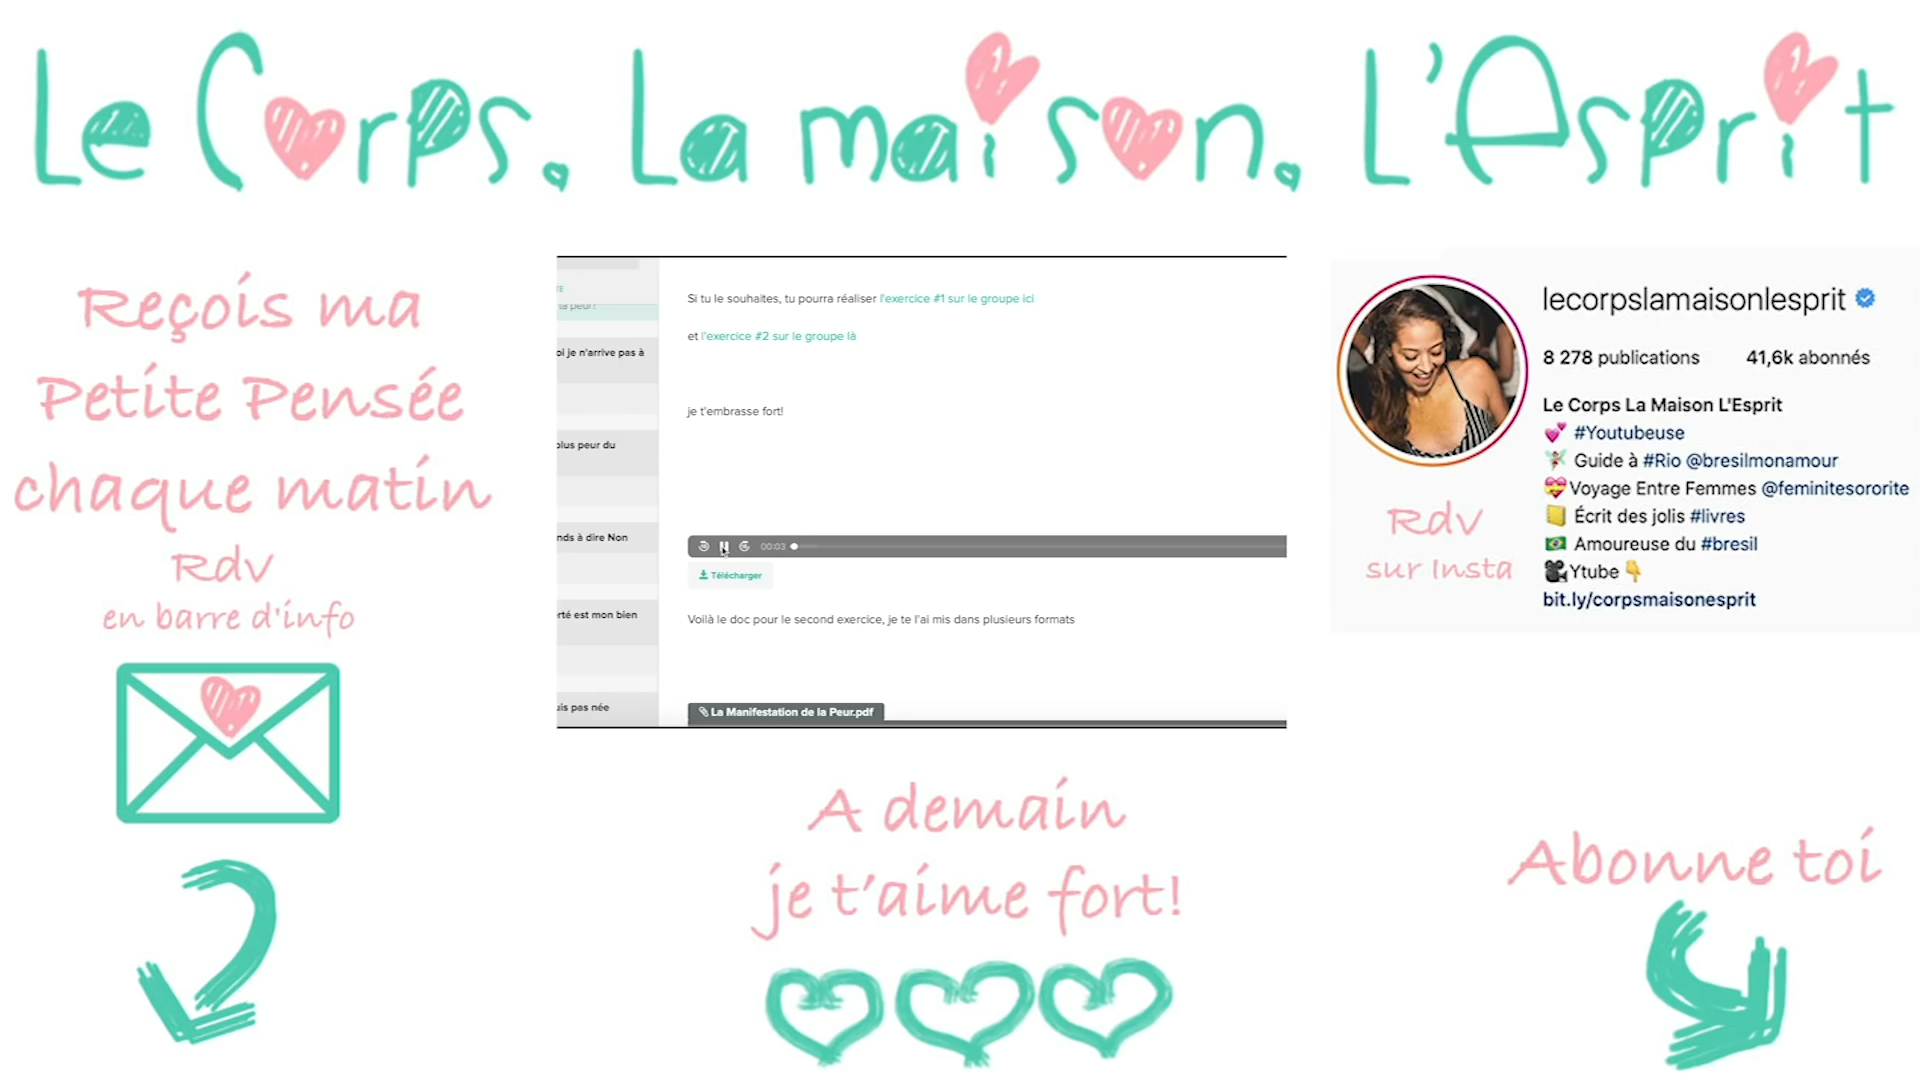 Le Corps. La maison. L'Esprit
Reçois ma
Petite Pensée
chaque matin
Rdv
en barre d'info
Si tu le souhaites, tu pourra réaliser l'exercice #1 sur le groupe ici
et l'exercice #2 sur le groupe là
je t'embrasse fort!
oi je n'arrive pas à
plus peur du
nds à dire Non
rté est mon bien
uis pas née
00:03
Télécharger
Voilà le doc pour le second exercice, je te l'ai mis dans plusieurs formats
La Manifestation de la Peur.pdf
lecorpslamaisonlesprit
8 278 publications 41,6k abonnés
Le Corps La Maison L'Esprit
💕 #Youtubeuse
🧚 Guide à #Rio @bresilmonamour
💝Voyage Entre Femmes @feminitesororite
📒 Écrit des jolis #livres
🇧🇷 Amoureuse du #bresil
🎥Ytube 👇
bit.ly/corpsmaisonesprit
Rdv
sur Insta
A demain
je t'aime fort!
Abonne toi